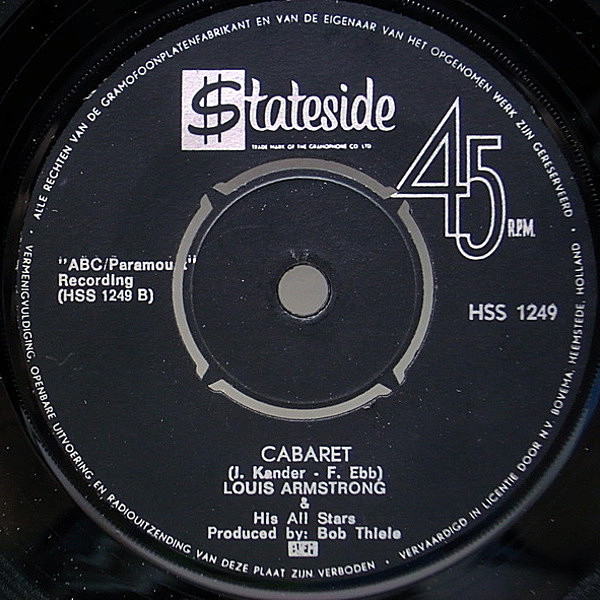 ALLE RECHTEN VAN DE GRAMOFOONPLATENFABRIKANT EN VAN DE EIGENAAR VAN HET OPGENOMEN WERK ZIJN GERESERVEERD •
$tateside
TRADE MARK OF THE GRAMOPHONE CO LTD
45 R.P.M.
"ABC/Paramount"
Recording
(HSS 1249 B)
HSS 1249
CABARET
(J. Kander - F. Ebb)
LOUIS ARMSTRONG
&
His All Stars
Produced by: Bob Thiele
• VERMENIGVULDIGING, OPENBARE UITVOERING EN RADIOUITZENDING VAN DEZE PLAAT ZIJN VERBODEN •
VERVAARDIGD IN LICENTIE DOOR N.V. BOVEMA, HEEMSTEDE, HOLLAND